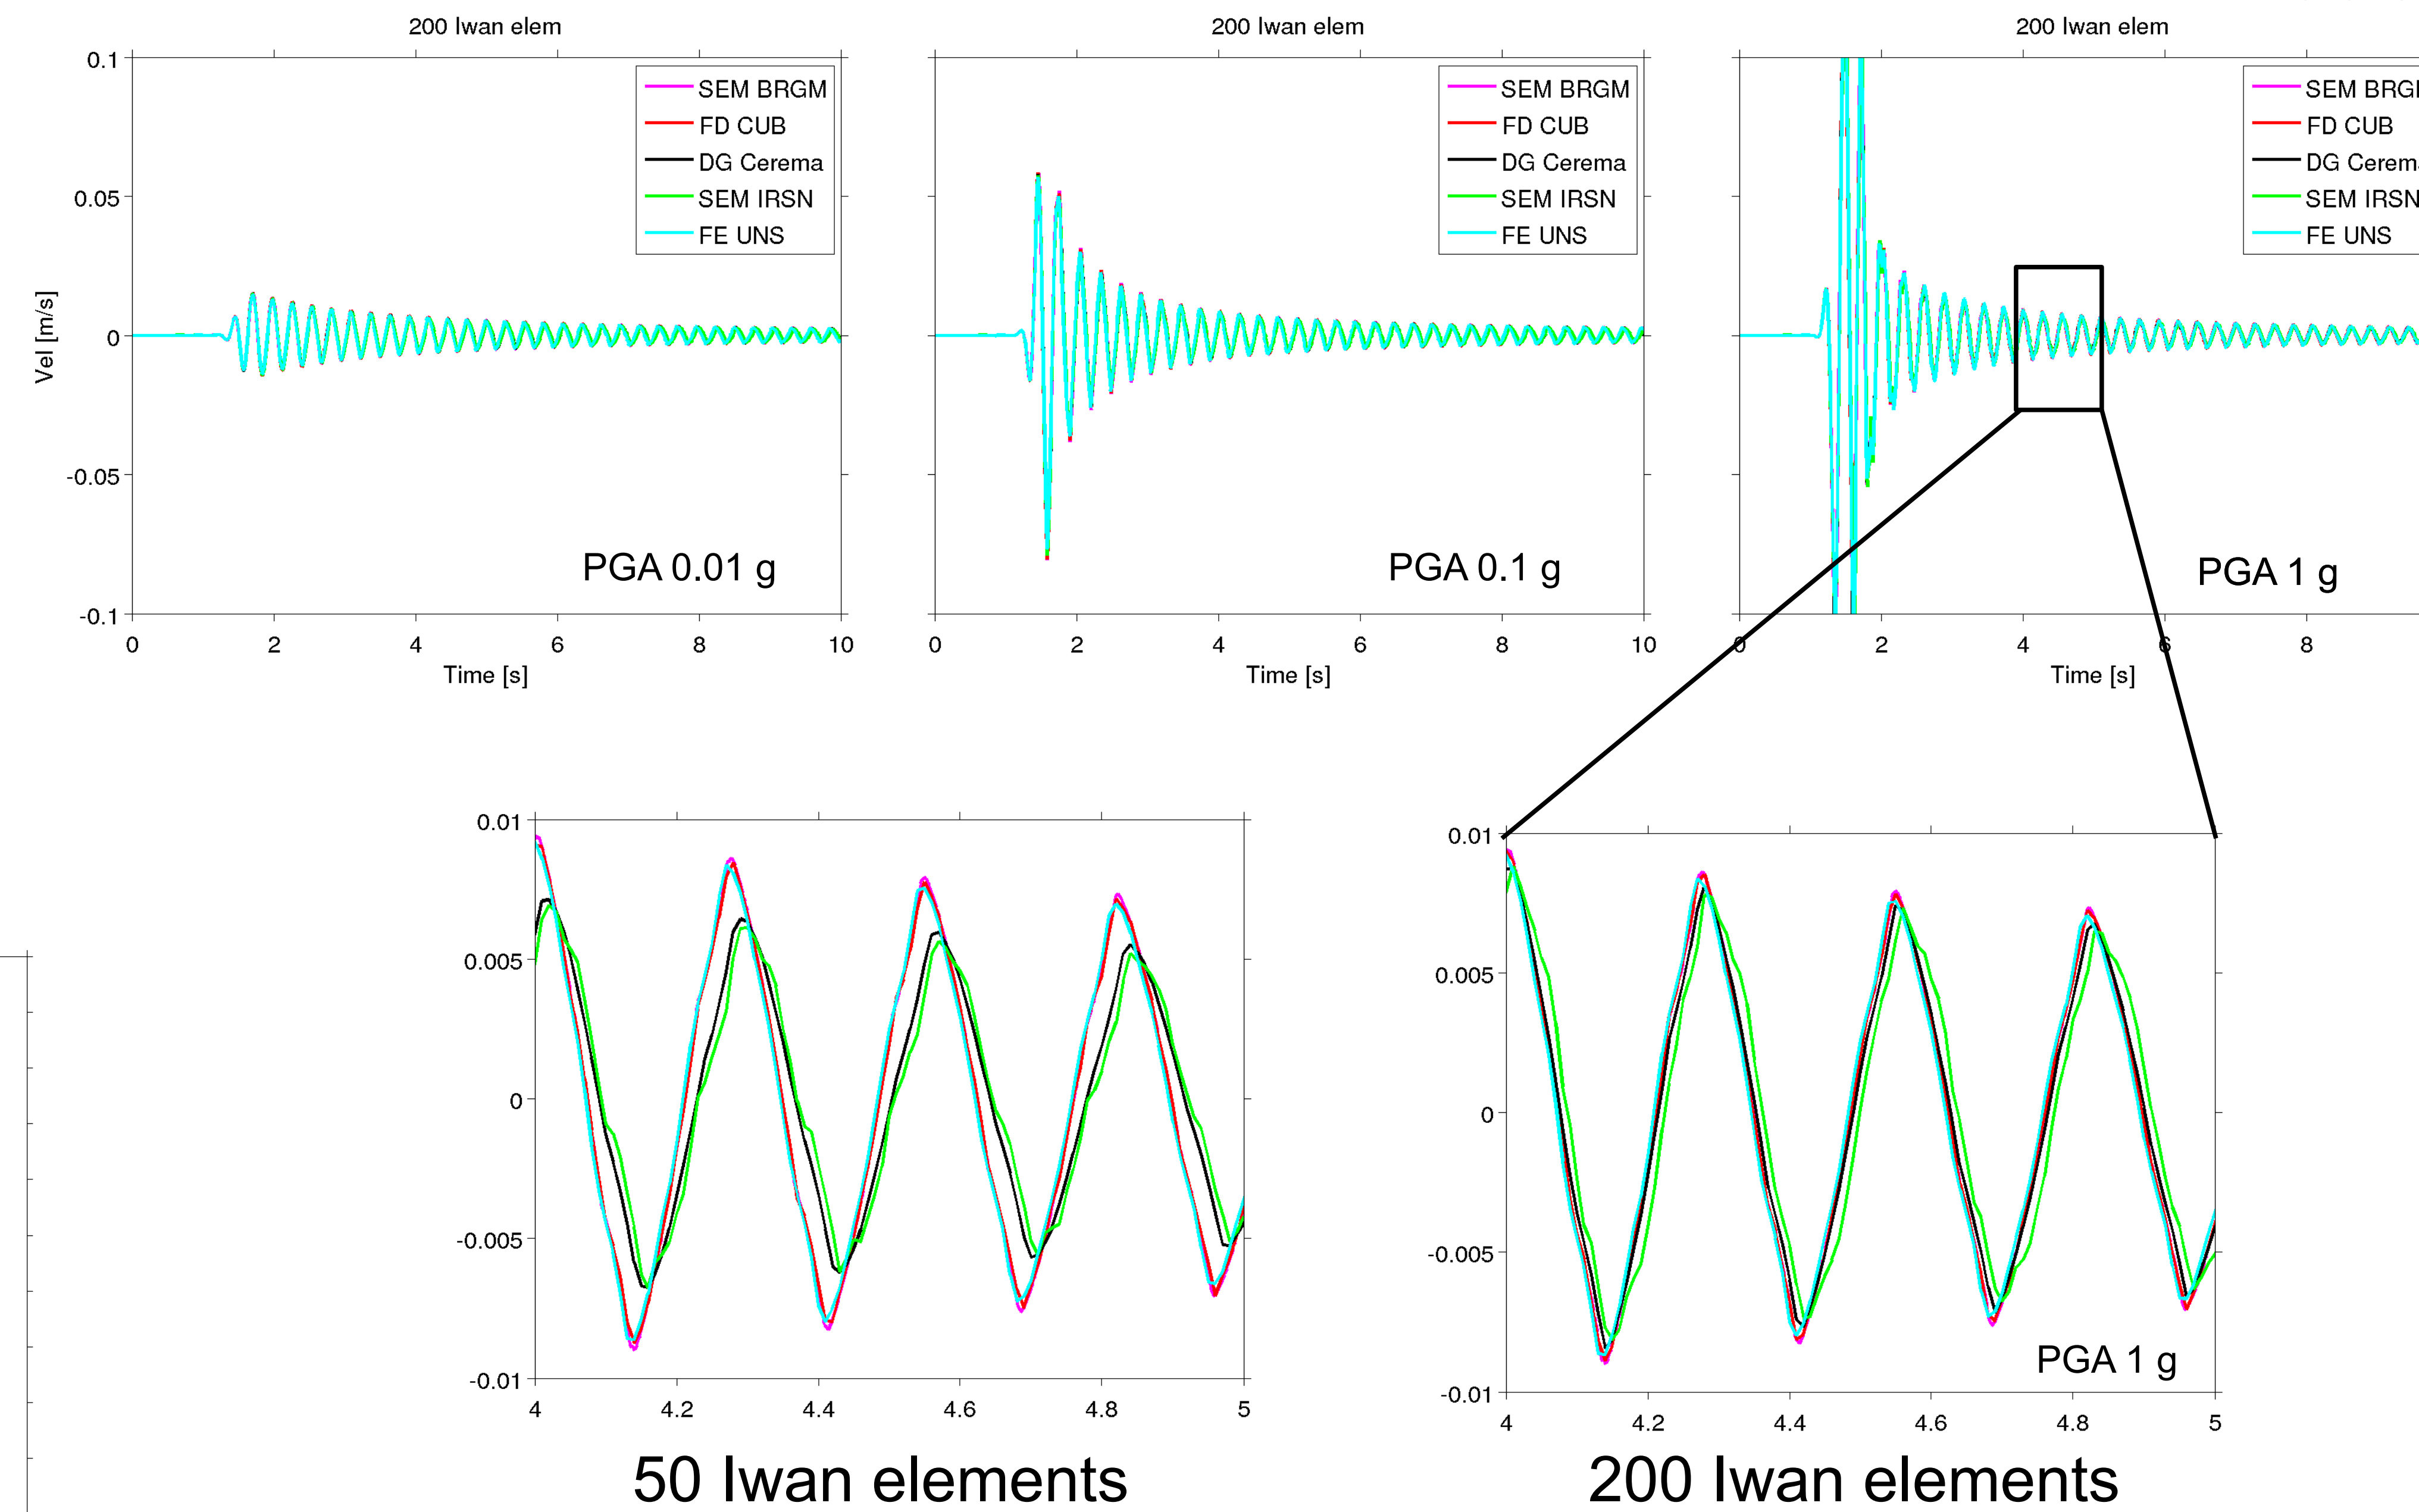 200 Iwan elem
0.1
0.05
0
-0.05
-0.1
Vel [m/s]
SEM BRGM
FD CUB
DG Cerema
SEM IRSN
FE UNS
PGA 0.01 g
0 2 4 6 8 10
Time [s]
200 Iwan elem
SEM BRGM
FD CUB
DG Cerema
SEM IRSN
FE UNS
PGA 0.1 g
0 2 4 6 8 10
Time [s]
200 Iwan elem
SEM BRG
FD CUB
DG Cerema
SEM IRSN
FE UNS
PGA 1 g
0 2 4 6 8
Time [s]
0.01
0.005
0
-0.005
-0.01
4 4.2 4.4 4.6 4.8 5
50 Iwan elements
0.01
0.005
0
-0.005
-0.01
PGA 1 g
4 4.2 4.4 4.6 4.8 5
200 Iwan elements